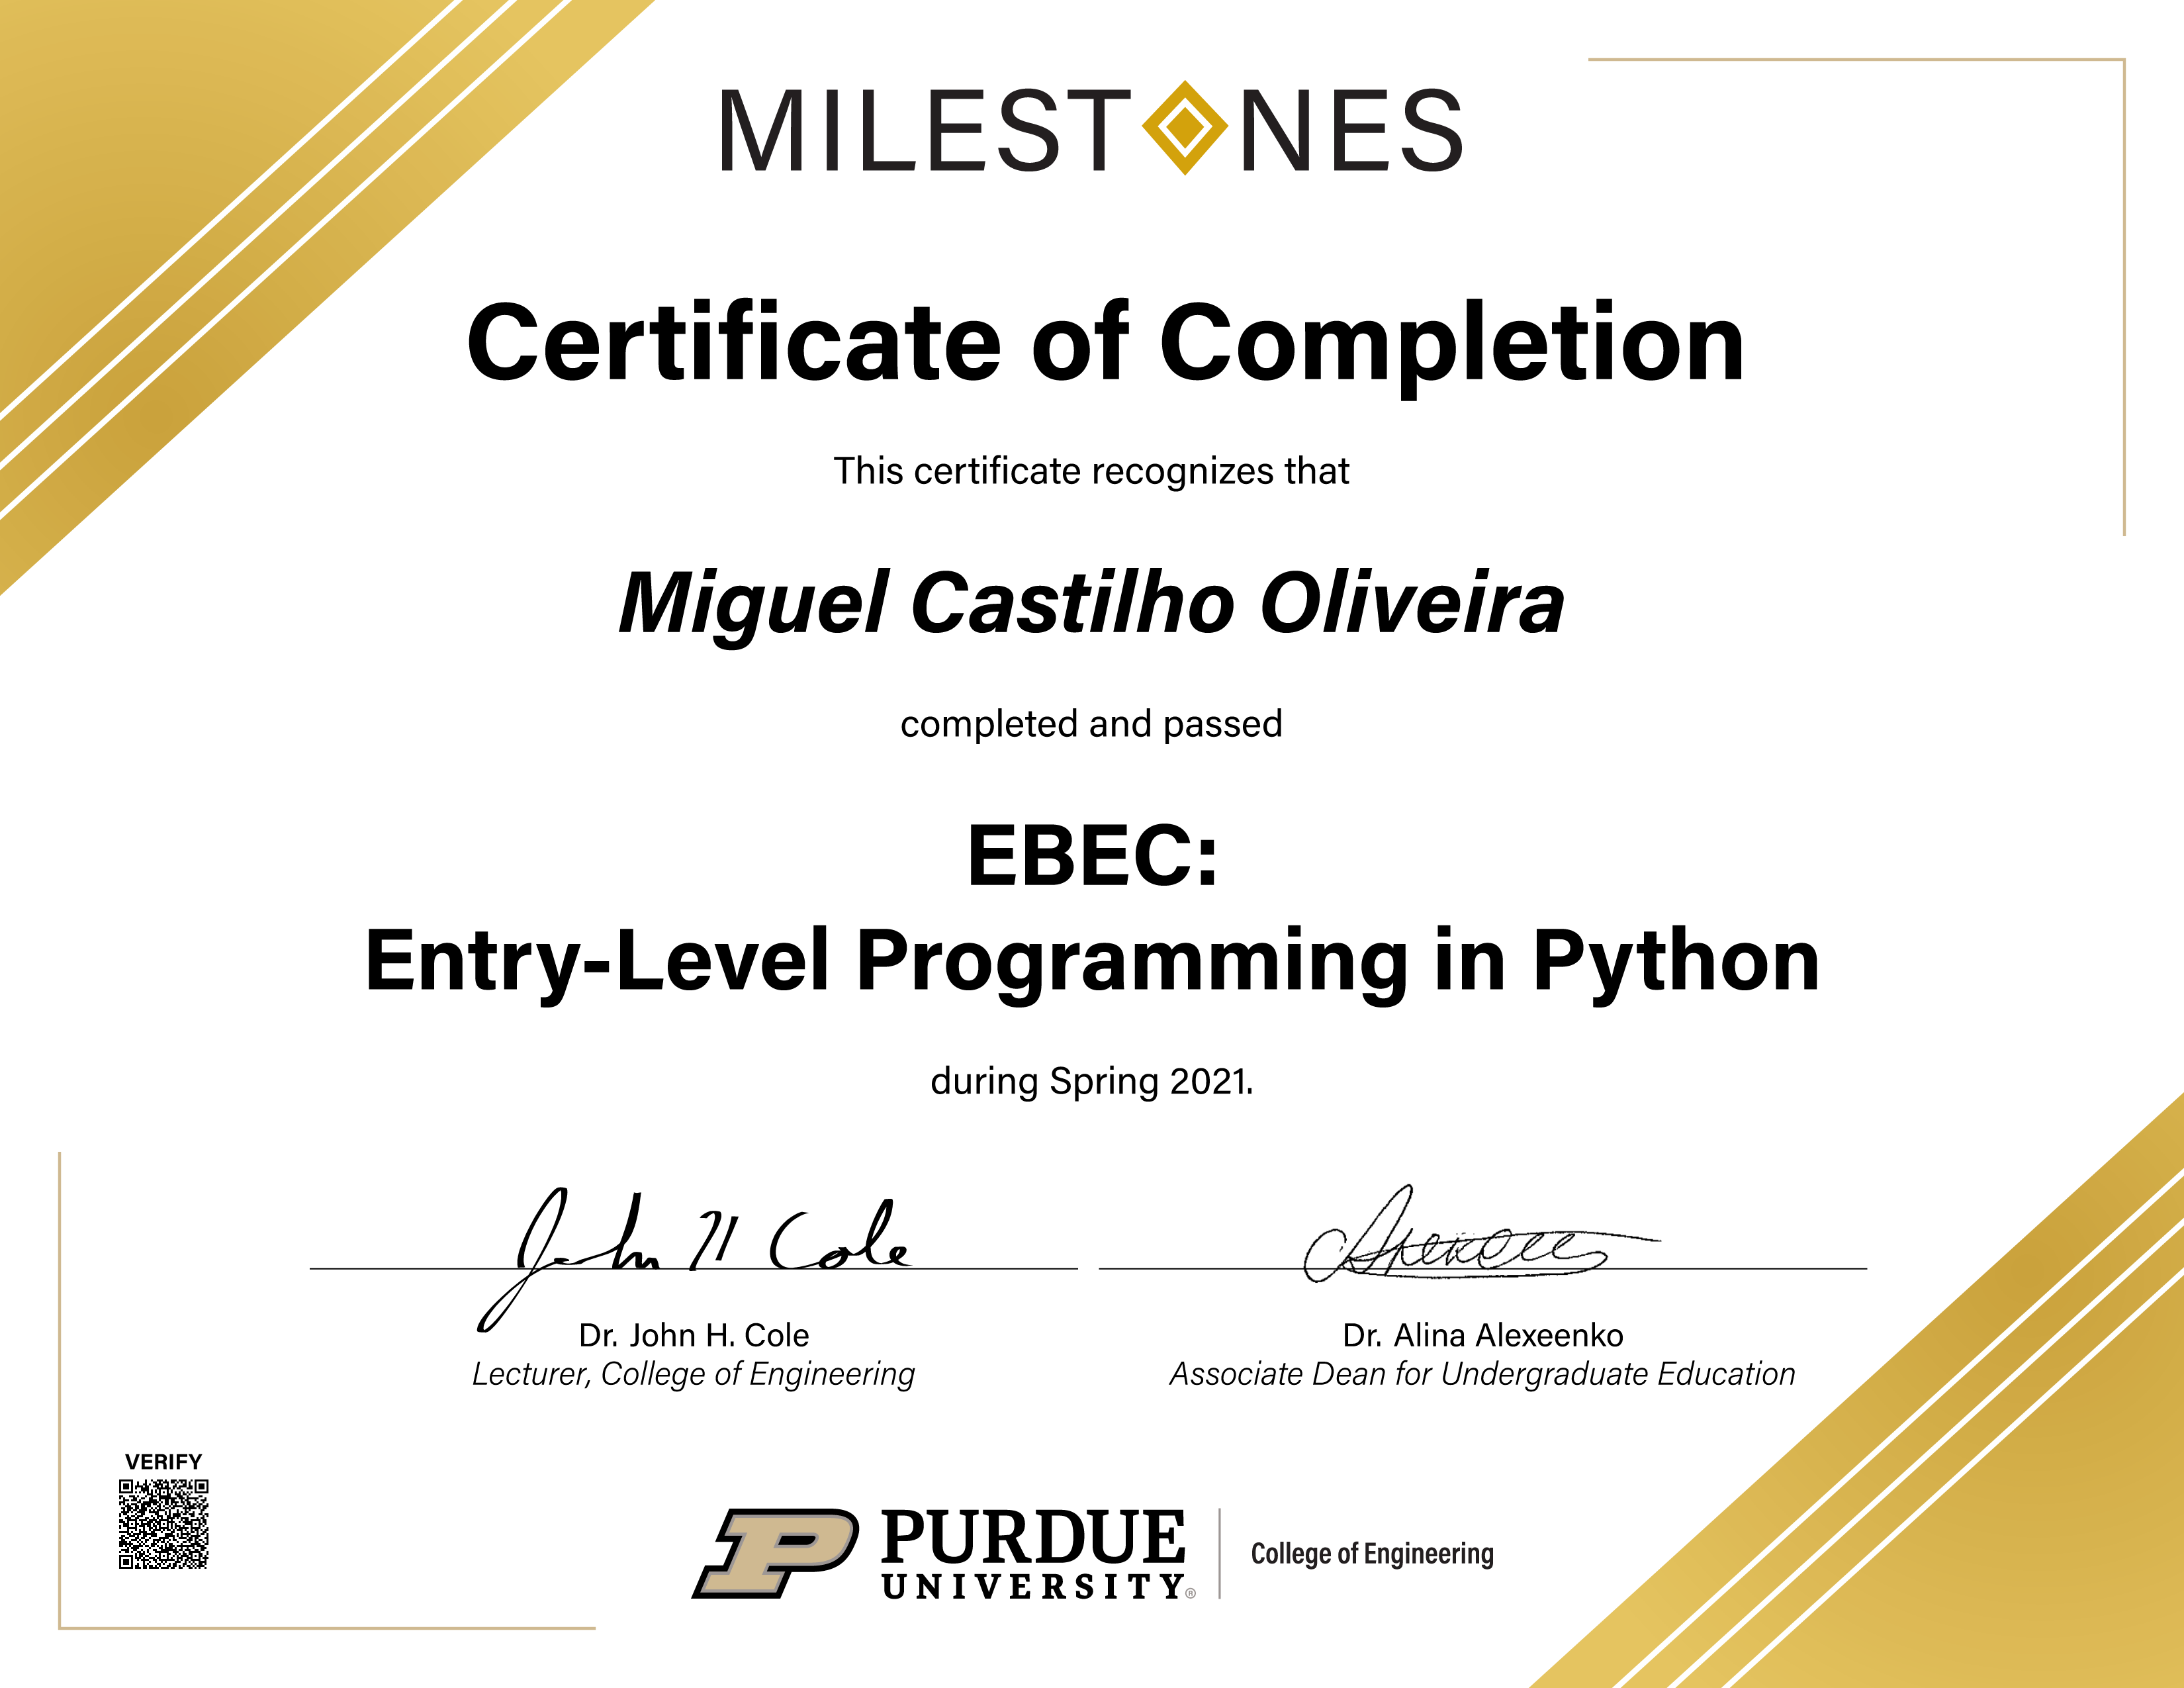 MILESTONES
Certificate of Completion
This certificate recognizes that
Miguel Castilho Oliveira
completed and passed
EBEC:
Entry-Level Programming in Python
during Spring 2021.
John H Cole
Dr. John H. Cole
Lecturer, College of Engineering
Dr. Alina Alexeenko
Associate Dean for Undergraduate Education
VERIFY
P PURDUE
UNIVERSITY®
College of Engineering